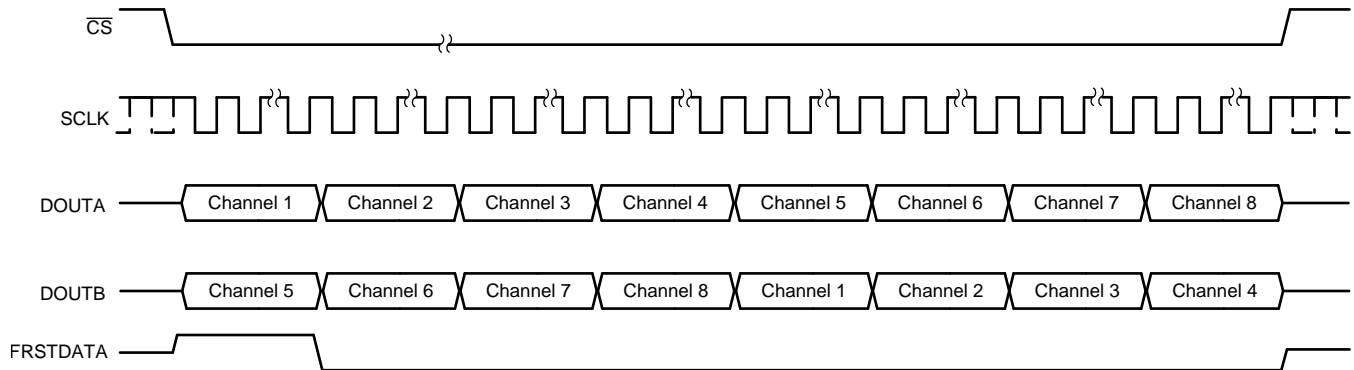 CS
SCLK
DOUTA Channel 1 Channel 2 Channel 3 Channel 4 Channel 5 Channel 6 Channel 7 Channel 8
DOUTB Channel 5 Channel 6 Channel 7 Channel 8 Channel 1 Channel 2 Channel 3 Channel 4
FRSTDATA